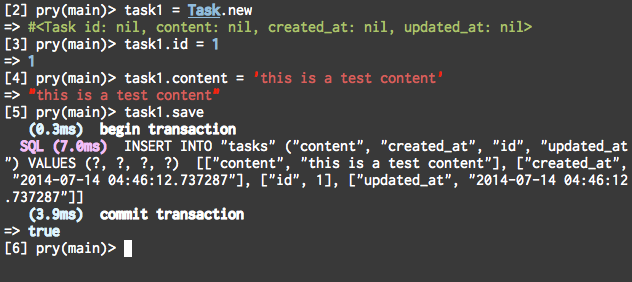 [2] pry(main)> task1 = Task.new
=> #<Task id: nil, content: nil, created_at: nil, updated_at: nil>
[3] pry(main)> task1.id = 1
=> 1
[4] pry(main)> task1.content = 'this is a test content'
=> "this is a test content"
[5] pry(main)> task1.save
   (0.3ms)  begin transaction
  SQL (7.0ms)  INSERT INTO "tasks" ("content", "created_at", "id", "updated_at
") VALUES (?, ?, ?, ?)  [["content", "this is a test content"], ["created_at",
 "2014-07-14 04:46:12.737287"], ["id", 1], ["updated_at", "2014-07-14 04:46:12
.737287"]]
   (3.9ms)  commit transaction
=> true
[6] pry(main)>